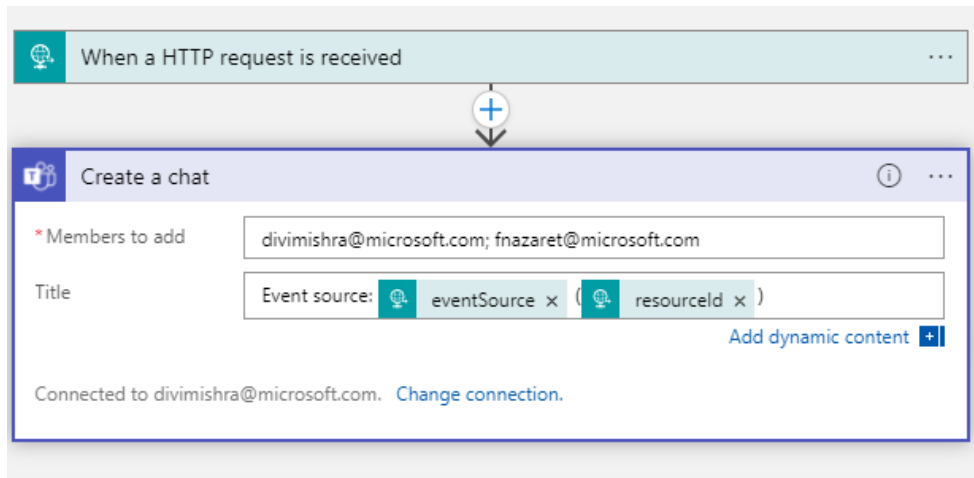 When a HTTP request is received
Create a chat
* Members to add
divimishra@microsoft.com; fnazaret@microsoft.com
Title
Event source: eventSource × ( resourceId × )
Add dynamic content
Connected to divimishra@microsoft.com. Change connection.